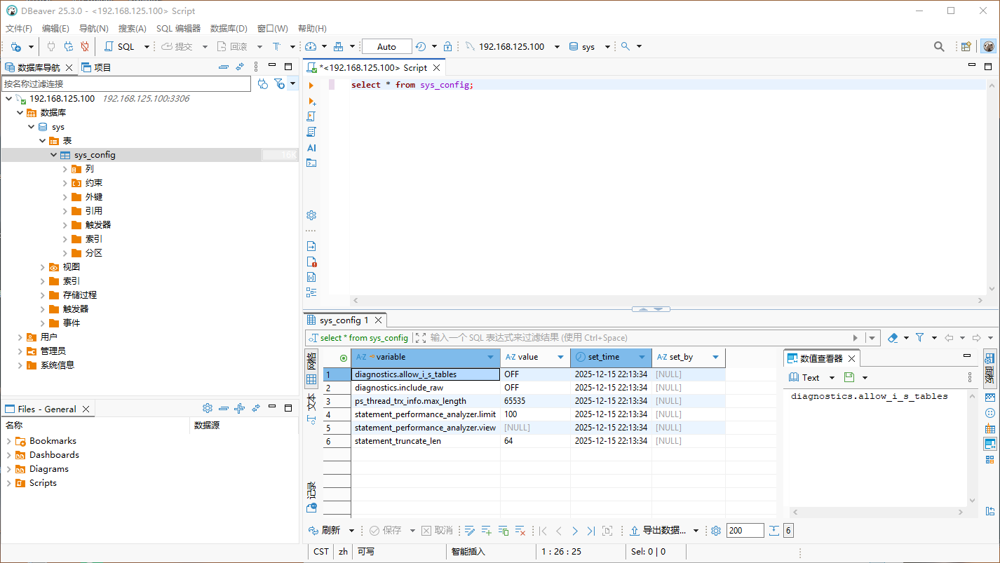 DBeaver 25.3.0 - <192.168.125.100> Script
文件(F) 编辑(E) 导航(N) 搜索(A) SQL 编辑器 数据库(D) 窗口(W) 帮助(H)
SQL 提交 回滚 T Auto 192.168.125.100 sys
数据库导航 项目
按名称过滤连接
192.168.125.100 192.168.125.100:3306
数据库
sys
表
sys_config 16K
列
约束
外键
引用
触发器
索引
分区
视图
索引
存储过程
触发器
事件
用户
管理员
系统信息
Files - General
名称 数据源
Bookmarks
Dashboards
Diagrams
Scripts
*<192.168.125.100> Script
select * from sys_config;
AI
sys_config 1
select * from sys_config 输入一个 SQL 表达式来过滤结果 (使用 Ctrl+Space)
网格
文本
记录
A-Z variable A-Z value set_time A-Z set_by
1 diagnostics.allow_i_s_tables OFF 2025-12-15 22:13:34 [NULL]
2 diagnostics.include_raw OFF 2025-12-15 22:13:34 [NULL]
3 ps_thread_trx_info.max_length 65535 2025-12-15 22:13:34 [NULL]
4 statement_performance_analyzer.limit 100 2025-12-15 22:13:34 [NULL]
5 statement_performance_analyzer.view [NULL] 2025-12-15 22:13:34 [NULL]
6 statement_truncate_len 64 2025-12-15 22:13:34 [NULL]
数值查看器
Text
diagnostics.allow_i_s_tables
刷新 保存 取消 导出数据... 200 6
CST zh 可写 智能插入 1 : 26 : 25 Sel: 0 | 0